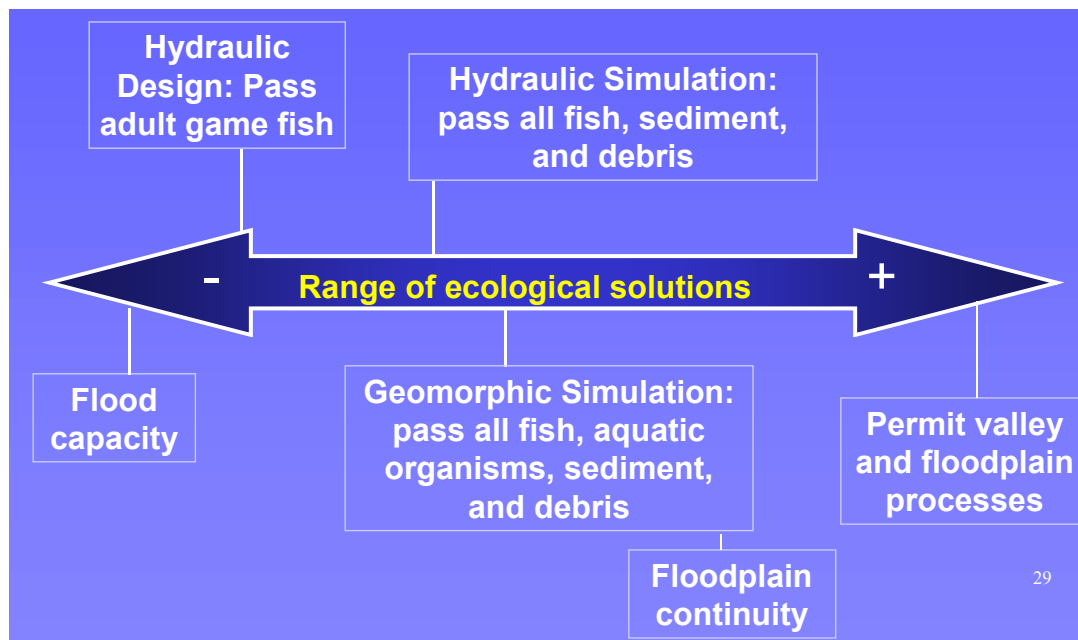 Hydraulic
Design: Pass
adult game fish
Hydraulic Simulation:
pass all fish, sediment,
and debris
-
Range of ecological solutions
+
Flood
capacity
Geomorphic Simulation:
pass all fish, aquatic
organisms, sediment,
and debris
Permit valley
and floodplain
processes
Floodplain
continuity
29